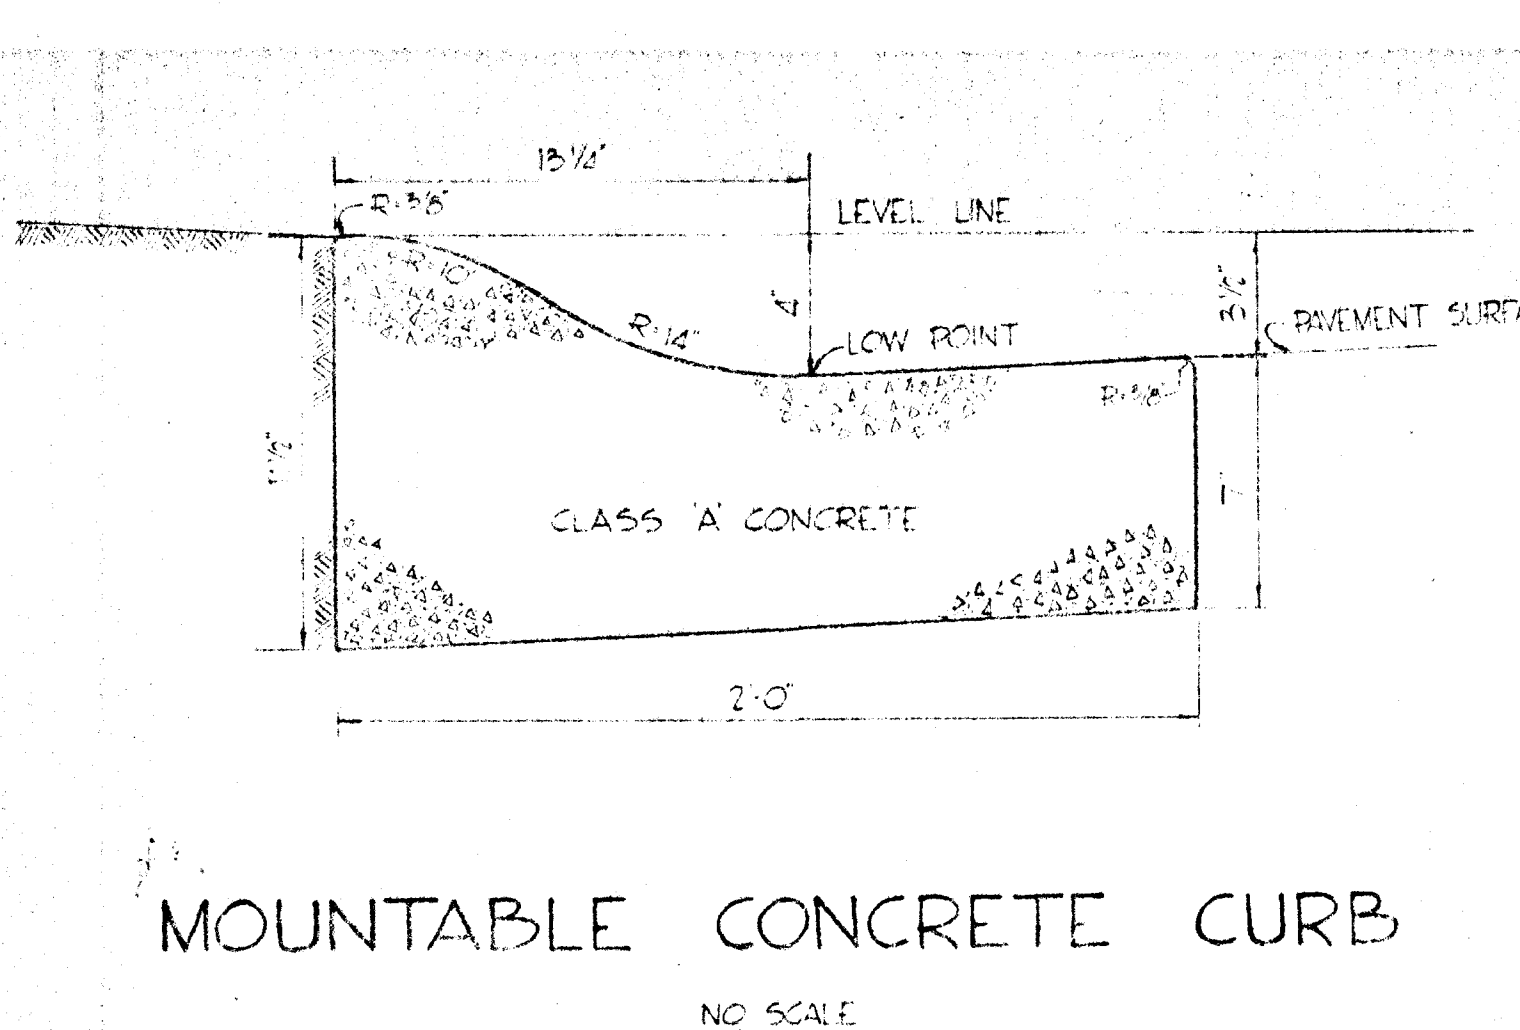 13 1/4"
R=3/8"
LEVEL LINE
R=10"
3 1/2"
4"
PAVEMENT SURFA
R=14"
LOW POINT
R=3/8"
11 1/2"
7"
CLASS 'A' CONCRETE
2'-0"
MOUNTABLE CONCRETE CURB
NO SCALE